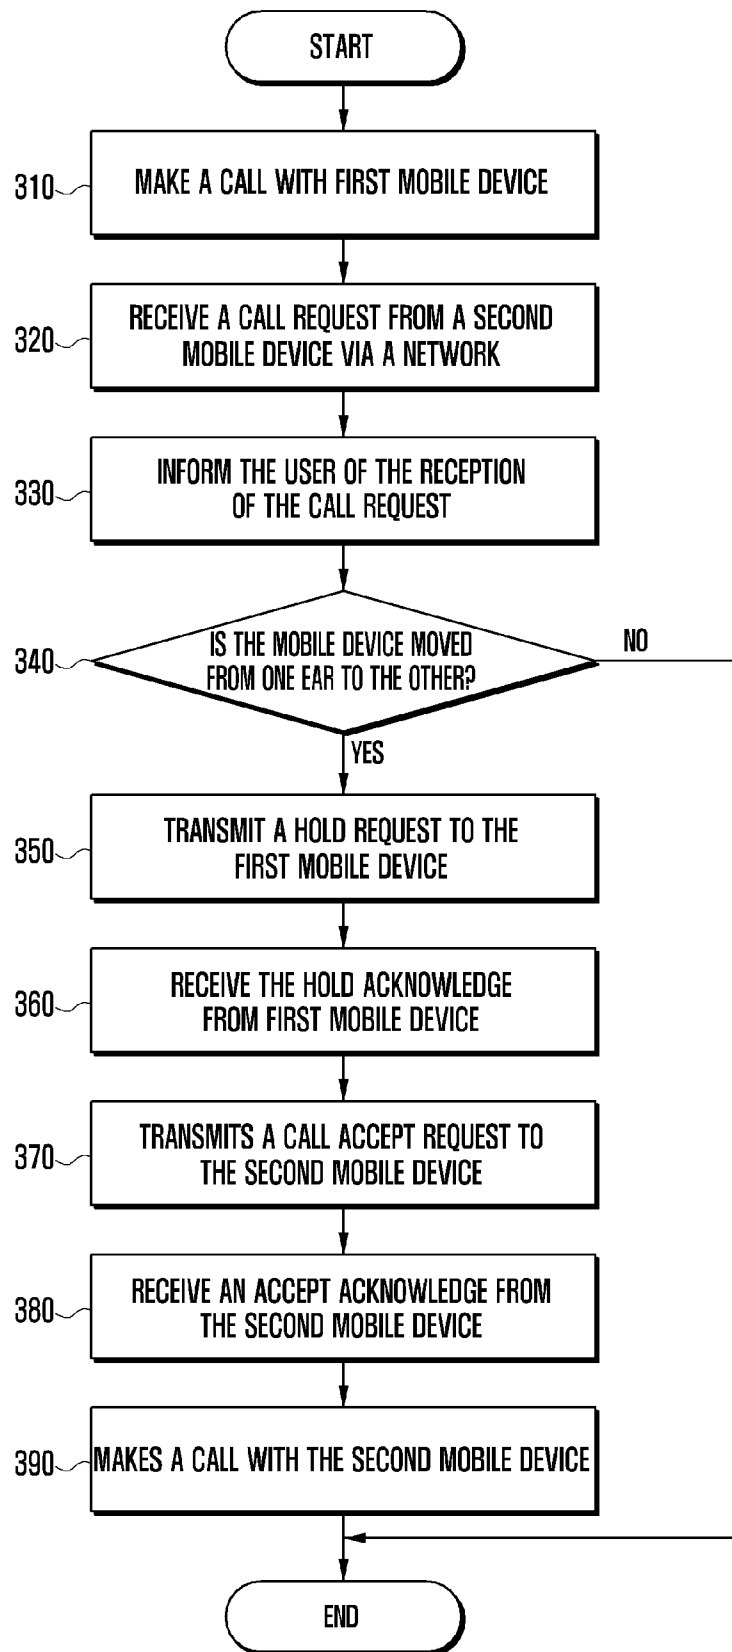 START
310
MAKE A CALL WITH FIRST MOBILE DEVICE
320
RECEIVE A CALL REQUEST FROM A SECOND
MOBILE DEVICE VIA A NETWORK
330
INFORM THE USER OF THE RECEPTION
OF THE CALL REQUEST
340
IS THE MOBILE DEVICE MOVED
FROM ONE EAR TO THE OTHER?
NO
YES
350
TRANSMIT A HOLD REQUEST TO THE
FIRST MOBILE DEVICE
360
RECEIVE THE HOLD ACKNOWLEDGE
FROM FIRST MOBILE DEVICE
370
TRANSMITS A CALL ACCEPT REQUEST TO
THE SECOND MOBILE DEVICE
380
RECEIVE AN ACCEPT ACKNOWLEDGE FROM
THE SECOND MOBILE DEVICE
390
MAKES A CALL WITH THE SECOND MOBILE DEVICE
END